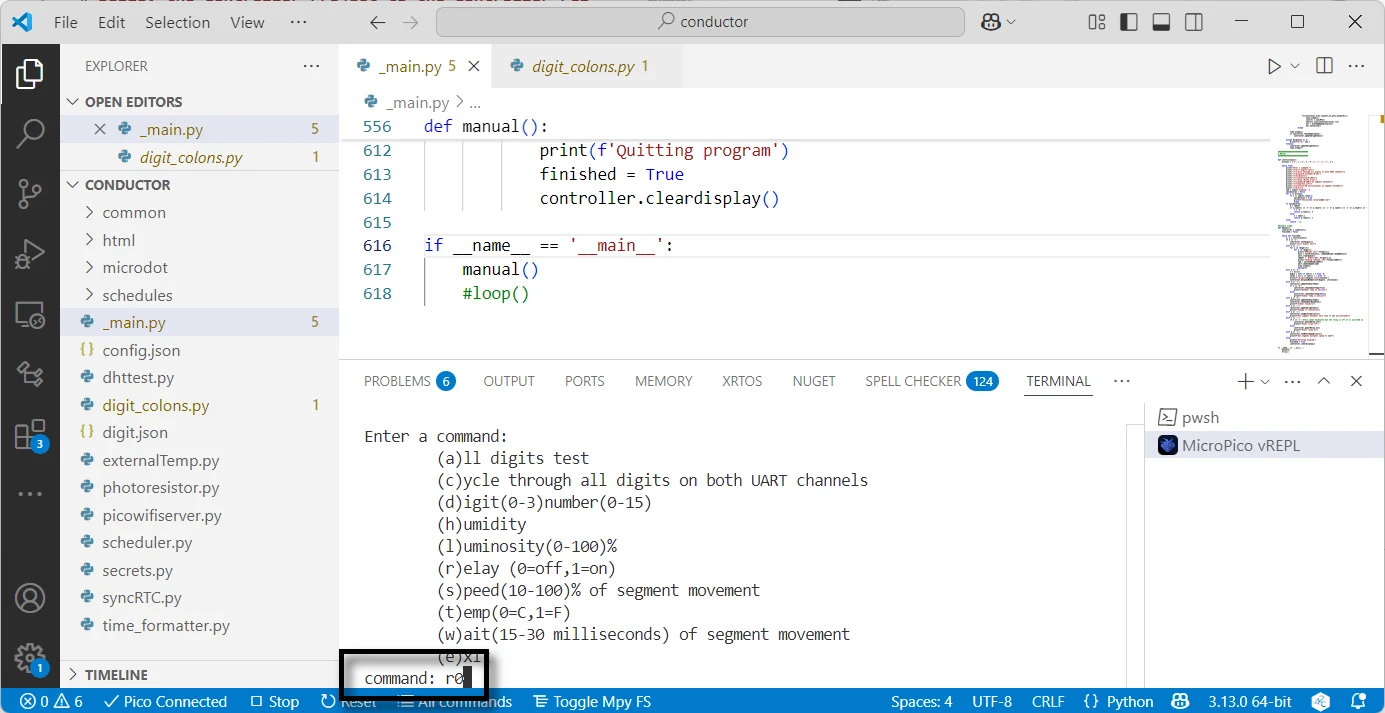 File Edit Selection View ··· conductor
EXPLORER ···
OPEN EDITORS
_main.py 5
digit_colons.py 1
CONDUCTOR
common
html
microdot
schedules
_main.py 5
config.json
dhttest.py
digit_colons.py 1
digit.json
externalTemp.py
photoresistor.py
picowifiserver.py
scheduler.py
secrets.py
syncRTC.py
time_formatter.py
TIMELINE
3
1
_main.py 5 digit_colons.py 1
_main.py > ...
556 def manual():
612 print(f'Quitting program')
613 finished = True
614 controller.cleardisplay()
615
616 if __name__ == '__main__':
617 manual()
618 #loop()
PROBLEMS 6 OUTPUT PORTS MEMORY XRTOS NUGET SPELL CHECKER 124 TERMINAL ···
Enter a command:
(a)ll digits test
(c)ycle through all digits on both UART channels
(d)igit(0-3)number(0-15)
(h)umidity
(l)uminosity(0-100)%
(r)elay (0=off,1=on)
(s)peed(10-100)% of segment movement
(t)emp(0=C,1=F)
(w)ait(15-30 milliseconds) of segment movement
(e)xi
command: r0
pwsh
MicroPico vREPL
0 6 Pico Connected Stop Reset All commands Toggle Mpy FS Spaces: 4 UTF-8 CRLF {} Python 3.13.0 64-bit